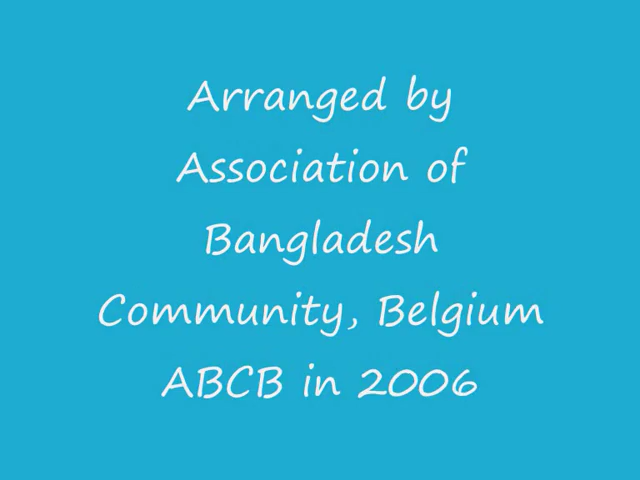 Arranged by
Association of
Bangladesh
Community, Belgium
ABCB in 2006